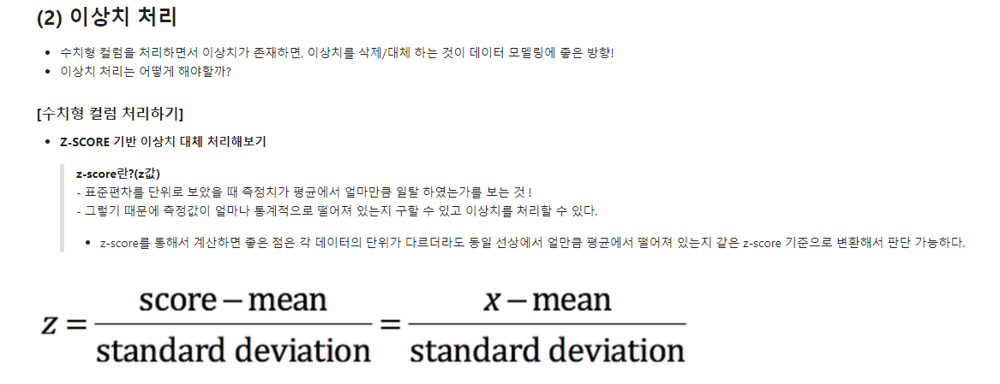 (2) 이상치 처리
• 수치형 컬럼을 처리하면서 이상치가 존재하면, 이상치를 삭제/대체 하는 것이 데이터 모델링에 좋은 방향!
• 이상치 처리는 어떻게 해야할까?
[수치형 컬럼 처리하기]
• Z-SCORE 기반 이상치 대체 처리해보기
z-score란?(z값)
- 표준편차를 단위로 보았을 때 측정치가 평균에서 얼마만큼 일탈 하였는가를 보는 것 !
- 그렇기 때문에 측정값이 얼마나 통계적으로 떨어져 있는지 구할 수 있고 이상치를 처리할 수 있다.
• z-score를 통해서 계산하면 좋은 점은 각 데이터의 단위가 다르더라도 동일 선상에서 얼만큼 평균에서 떨어져 있는지 같은 z-score 기준으로 변환해서 판단 가능하다.
score – mean x – mean
z = =
standard deviation standard deviation